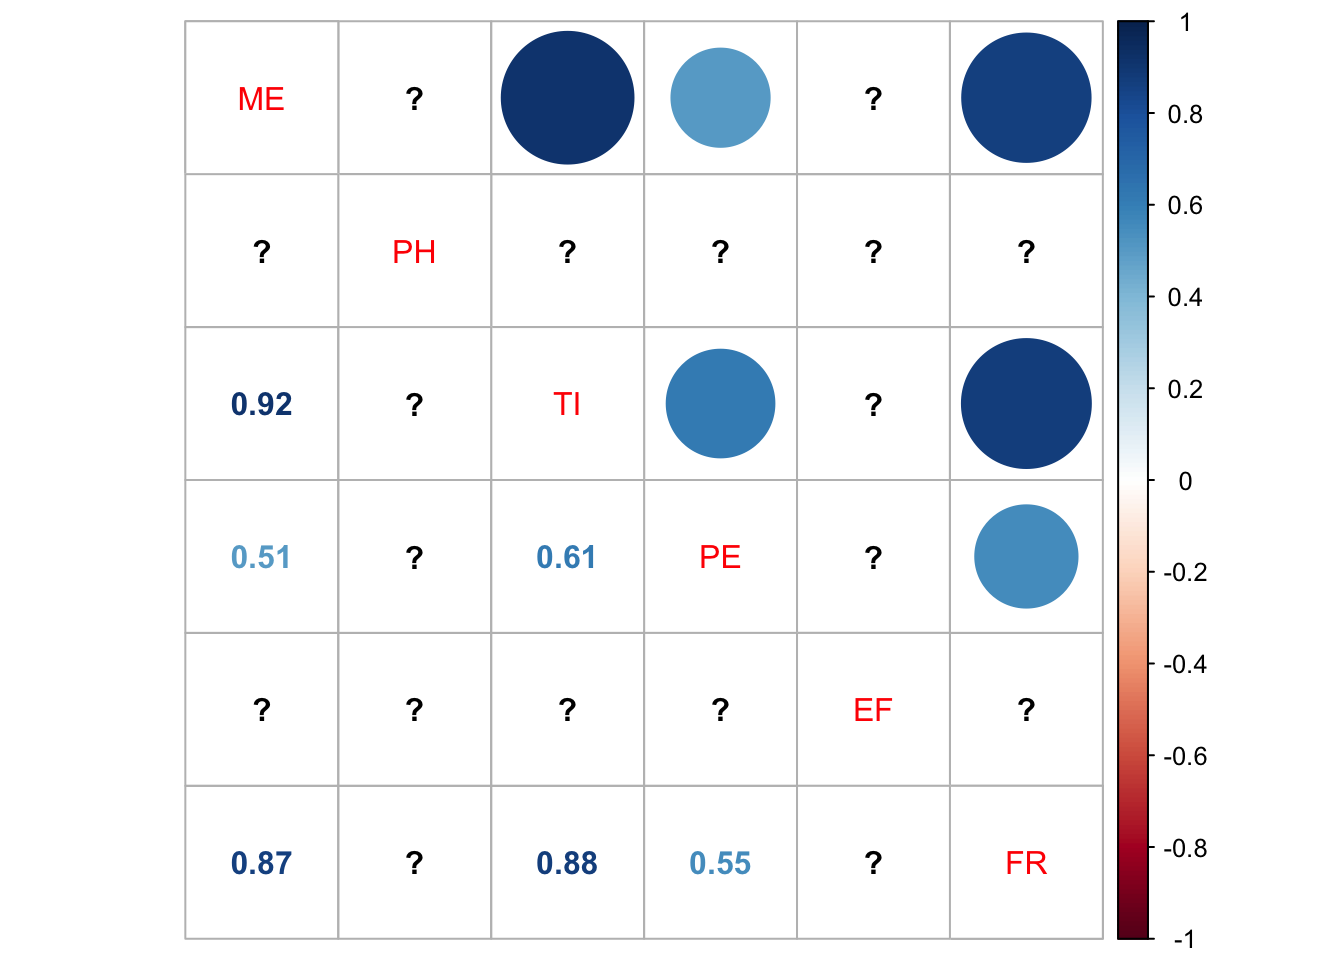 ME ? ?
? PH ? ? ? ?
0.92 ? TI ?
0.51 ? 0.61 PE ?
? ? ? ? EF ?
0.87 ? 0.88 0.55 ? FR
1
0.8
0.6
0.4
0.2
0
-0.2
-0.4
-0.6
-0.8
-1